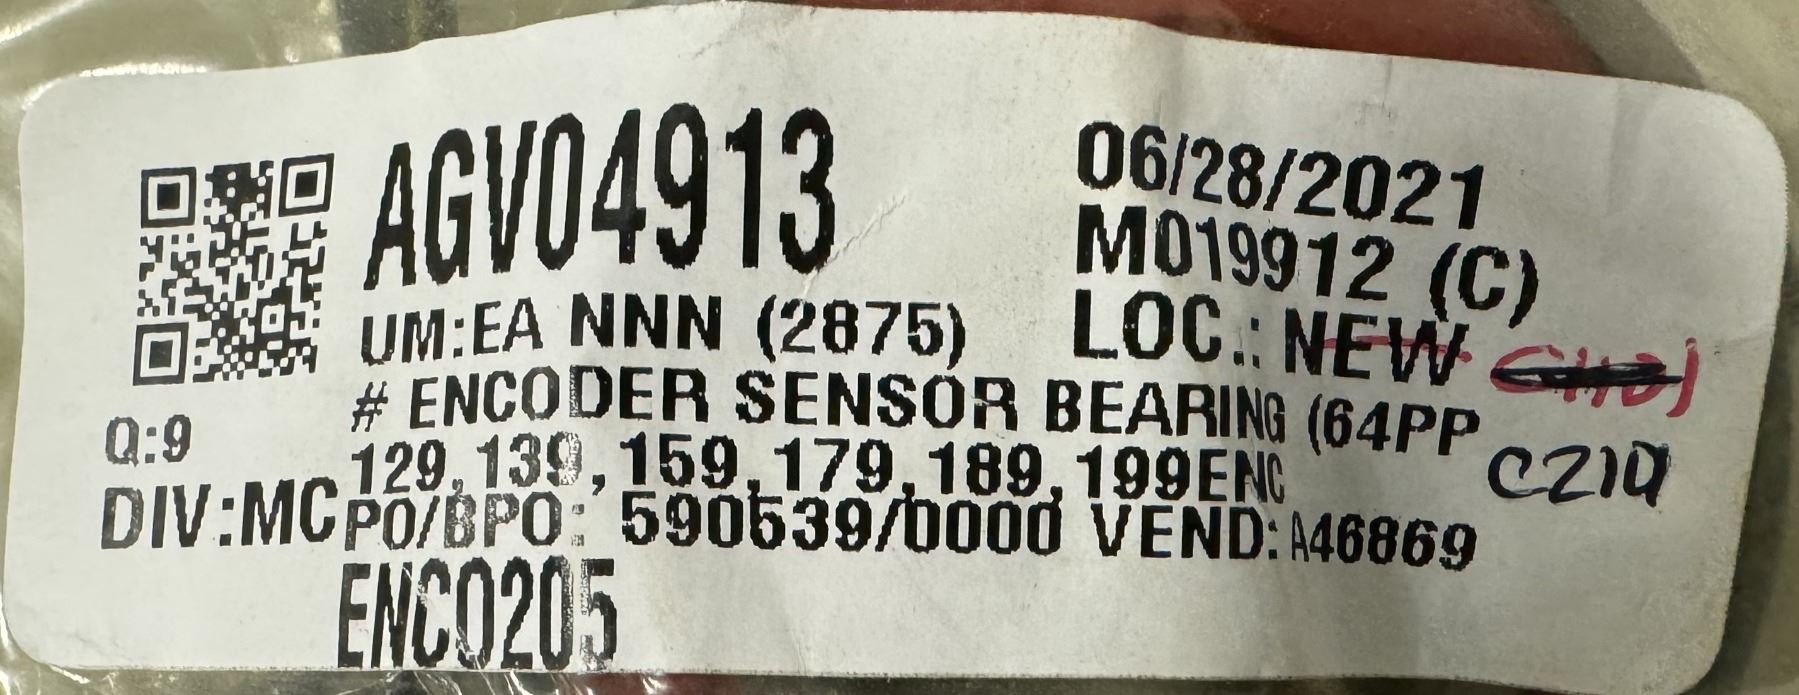 AGV04913
06/28/2021
M019912 (C)
UM:EA NNN (2875)
LOC.: NEW
# ENCODER SENSOR BEARING (64PP
Q:9
129,139,159,179,189,199ENC
C210
DIV:MC
PO/BPO: 590539/0000 VEND: A46869
ENC0205